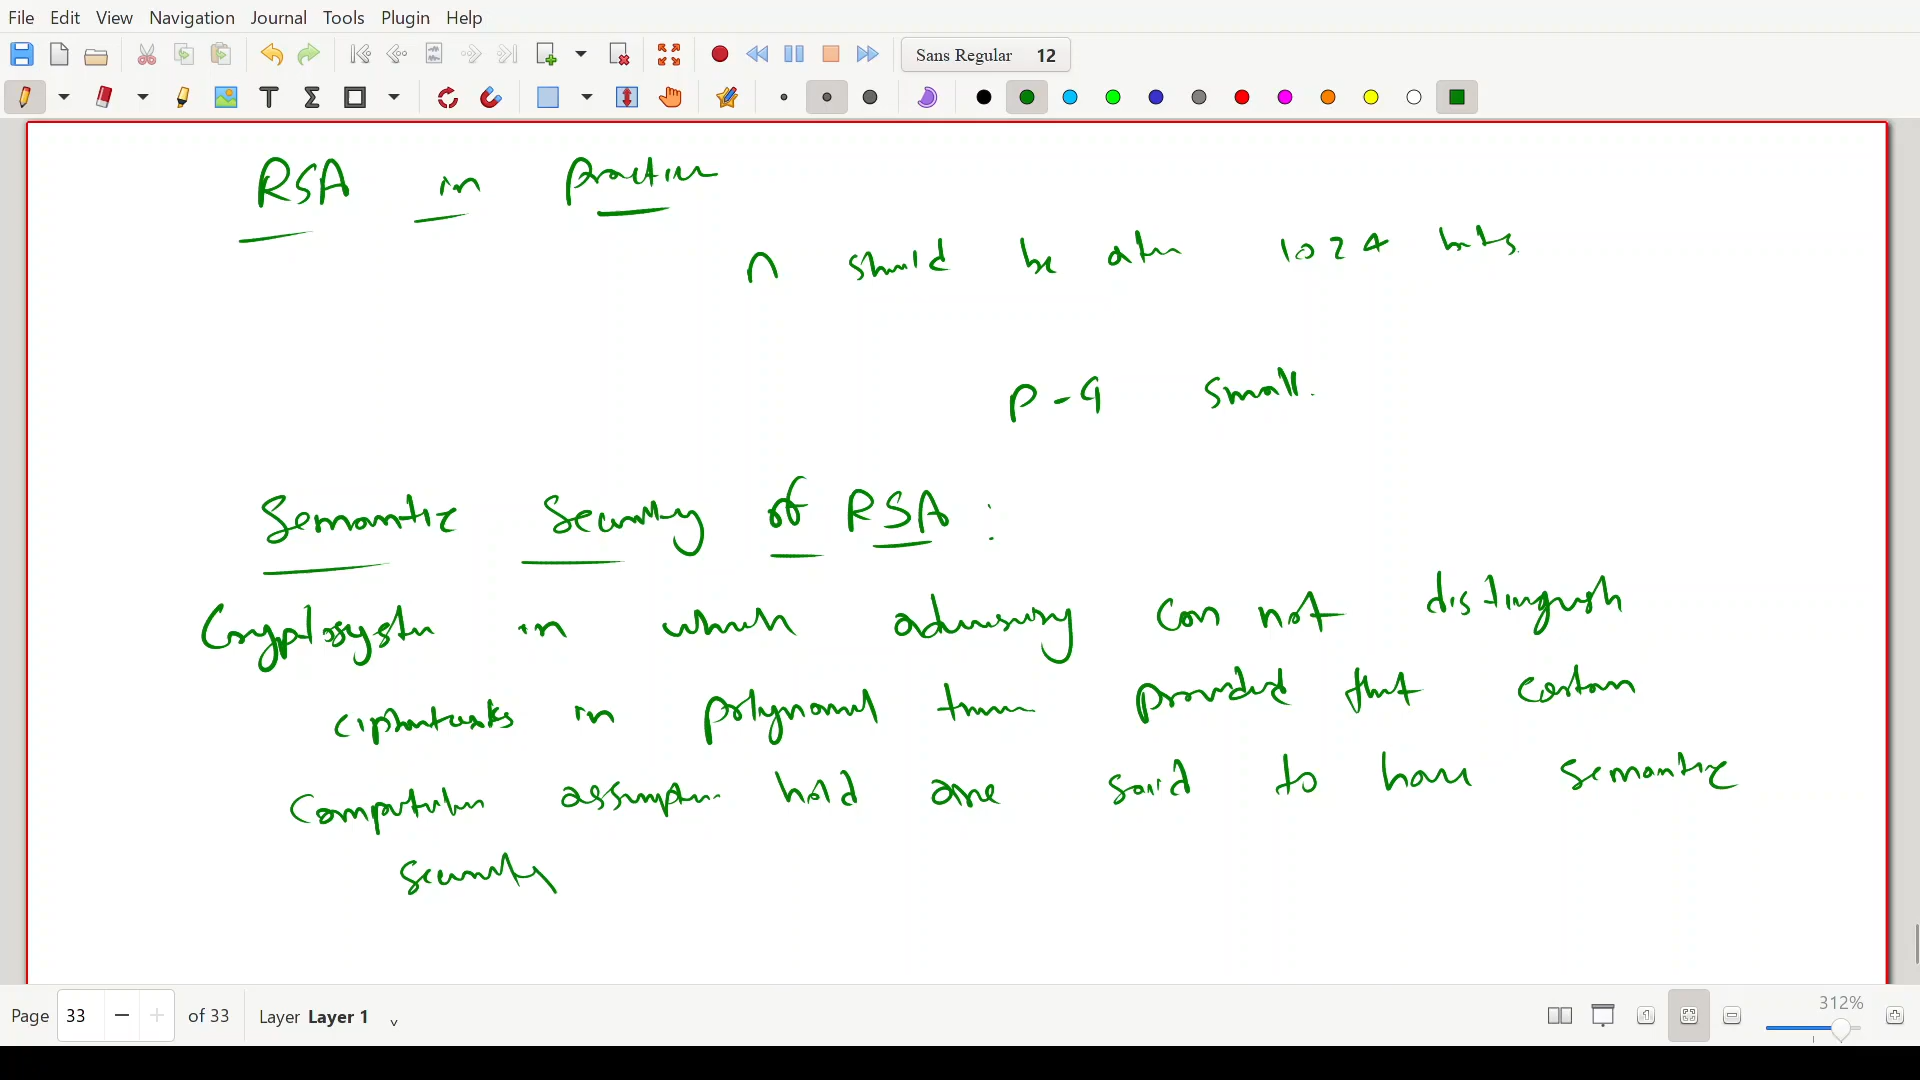 File Edit View Navigation Journal Tools Plugin Help
Sans Regular 12
RSA in practice
n should be 1024 bits.
p - q small.
Semantic Security of RSA :
Cryptosystem in which adversary can not distinguish
ciphertexts in polynomial time provided that certain
computation assumption hold are said to have semantic
security
Page 33 of 33 Layer Layer 1
312%